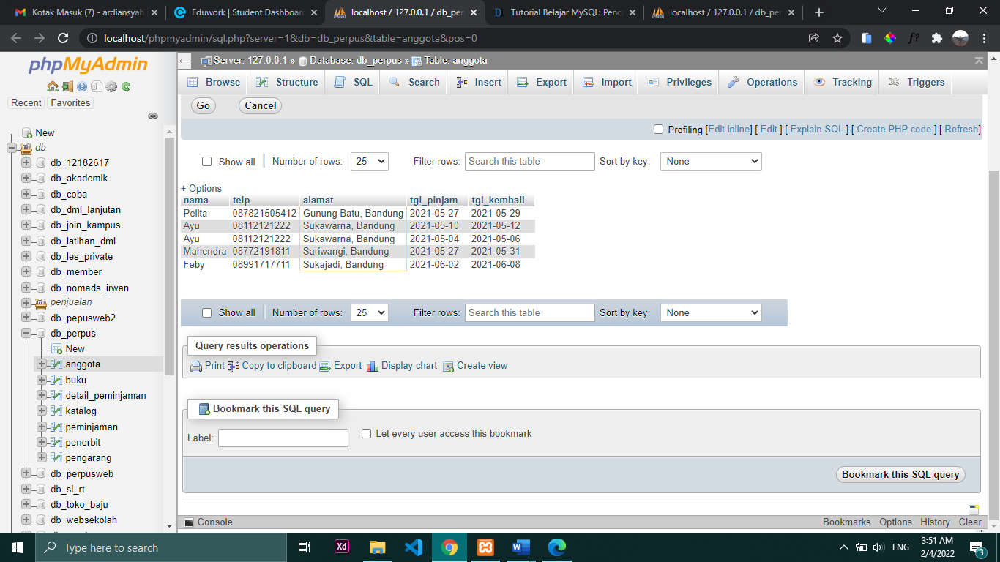 Kotak Masuk (7) - ardiansyah
Eduwork | Student Dashboar
localhost / 127.0.0.1 / db_per
Tutorial Belajar MySQL: Penca
localhost / 127.0.0.1 / db_pe
localhost/phpmyadmin/sql.php?server=1&db=db_perpus&table=anggota&pos=0
phpMyAdmin
Recent Favorites
New
db
db_12182617
db_akademik
db_coba
db_dml_lanjutan
db_join_kampus
db_latihan_dml
db_les_private
db_member
db_nomads_irwan
penjualan
db_pepusweb2
db_perpus
New
anggota
buku
detail_peminjaman
katalog
peminjaman
penerbit
pengarang
db_perpusweb
db_si_rt
db_toko_baju
db_websekolah
Server: 127.0.0.1 » Database: db_perpus » Table: anggota
Browse Structure SQL Search Insert Export Import Privileges Operations Tracking Triggers
Go Cancel
Profiling [Edit inline] [ Edit ] [ Explain SQL ] [ Create PHP code ] [ Refresh]
Show all | Number of rows: 25 Filter rows: Search this table Sort by key: None
+ Options
nama telp alamat tgl_pinjam tgl_kembali
Pelita 087821505412 Gunung Batu, Bandung 2021-05-27 2021-05-29
Ayu 08112121222 Sukawarna, Bandung 2021-05-10 2021-05-12
Ayu 08112121222 Sukawarna, Bandung 2021-05-04 2021-05-06
Mahendra 08772191811 Sariwangi, Bandung 2021-05-27 2021-05-31
Feby 08991717711 Sukajadi, Bandung 2021-06-02 2021-06-08
Show all | Number of rows: 25 Filter rows: Search this table Sort by key: None
Query results operations
Print Copy to clipboard Export Display chart Create view
Bookmark this SQL query
Label: Let every user access this bookmark
Bookmark this SQL query
Console Bookmarks Options History Clear
Type here to search
ENG
3:51 AM
2/4/2022
3